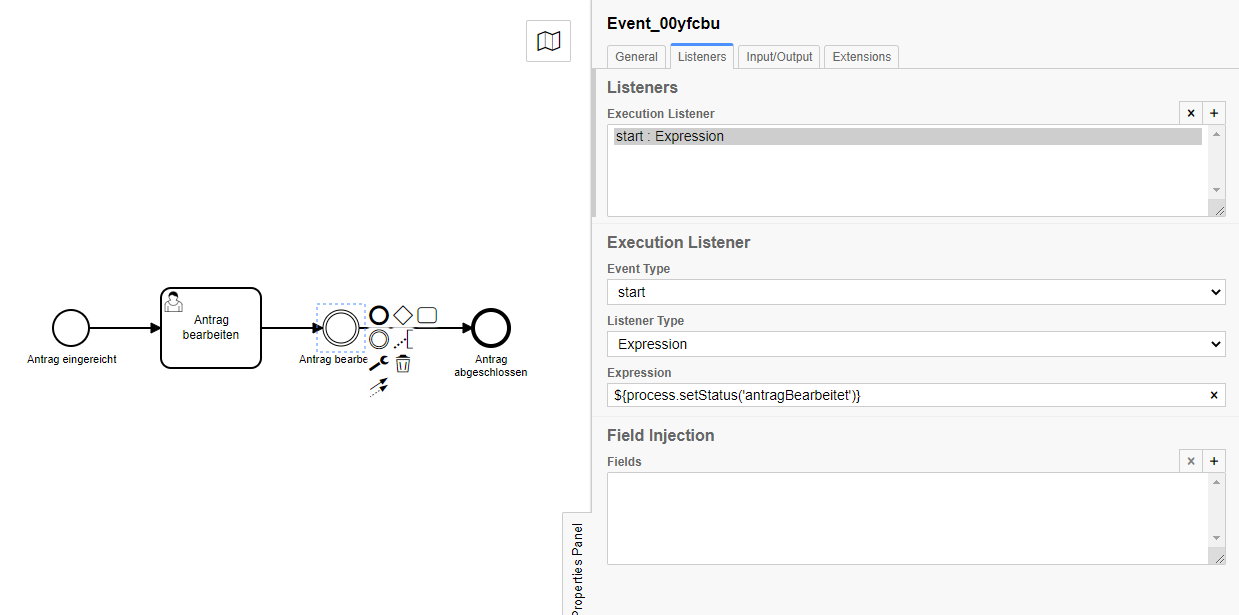 Event_00yfcbu
General
Listeners
Input/Output
Extensions
Listeners
Execution Listener
× +
start : Expression
Execution Listener
Event Type
start
Listener Type
Expression
Expression
${process.setStatus('antragBearbeitet')}
×
Field Injection
Fields
× +
Antrag
bearbeiten
Antrag eingereicht
Antrag bearbe
Antrag
abgeschlossen
Properties Panel